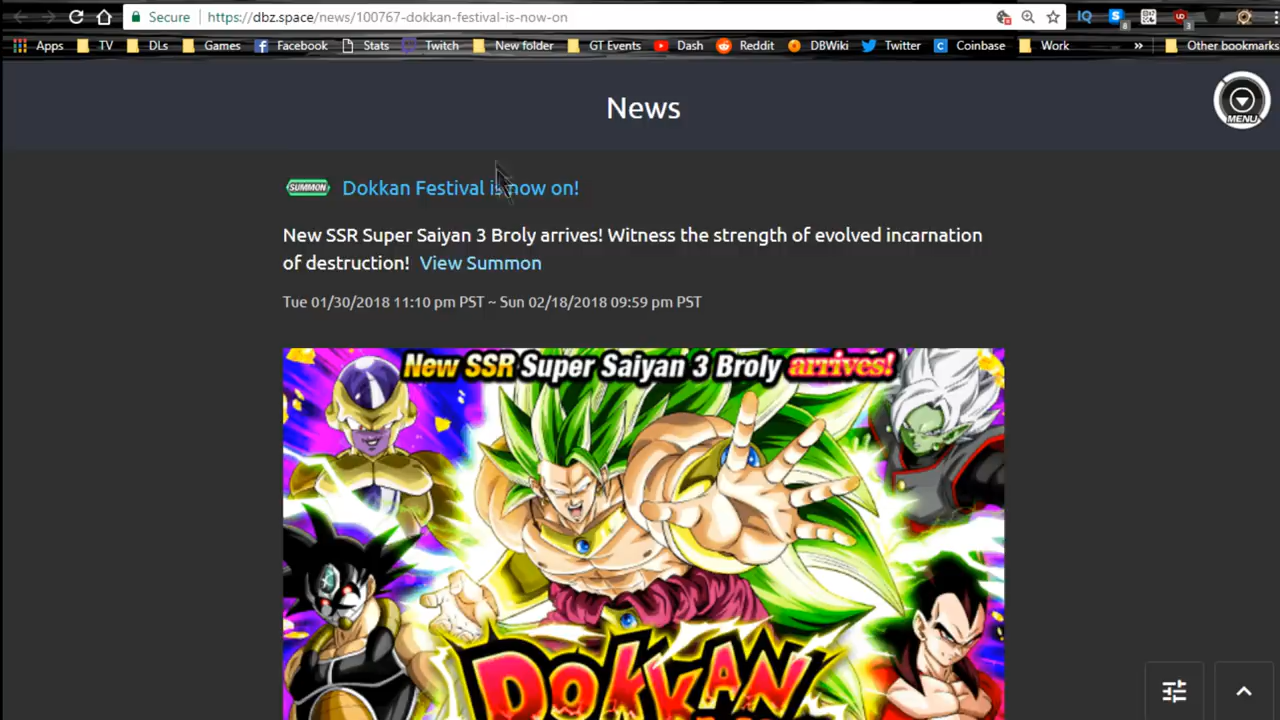 Secure https://dbz.space/news/100767-dokkan-festival-is-now-on IQ 8 3
Apps TV DLs Games Facebook Stats Twitch New folder GT Events Dash Reddit DBWiki Twitter Coinbase Work » Other bookmarks
News
MENU
SUMMON Dokkan Festival is now on!
New SSR Super Saiyan 3 Broly arrives! Witness the strength of evolved incarnation
of destruction! View Summon
Tue 01/30/2018 11:10 pm PST ~ Sun 02/18/2018 09:59 pm PST
New SSR Super Saiyan 3 Broly arrives!
DOKKAN